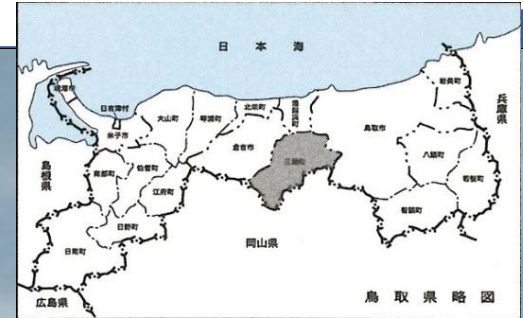 日本海
境港市
日吉津村
米子市
大山町
琴浦町
北栄町
湯梨浜町
鳥取市
岩美町
兵庫県
倉吉市
三朝町
八頭町
若桜町
智頭町
島根県
南部町
伯耆町
江府町
日野町
日南町
岡山県
広島県
鳥取県略図